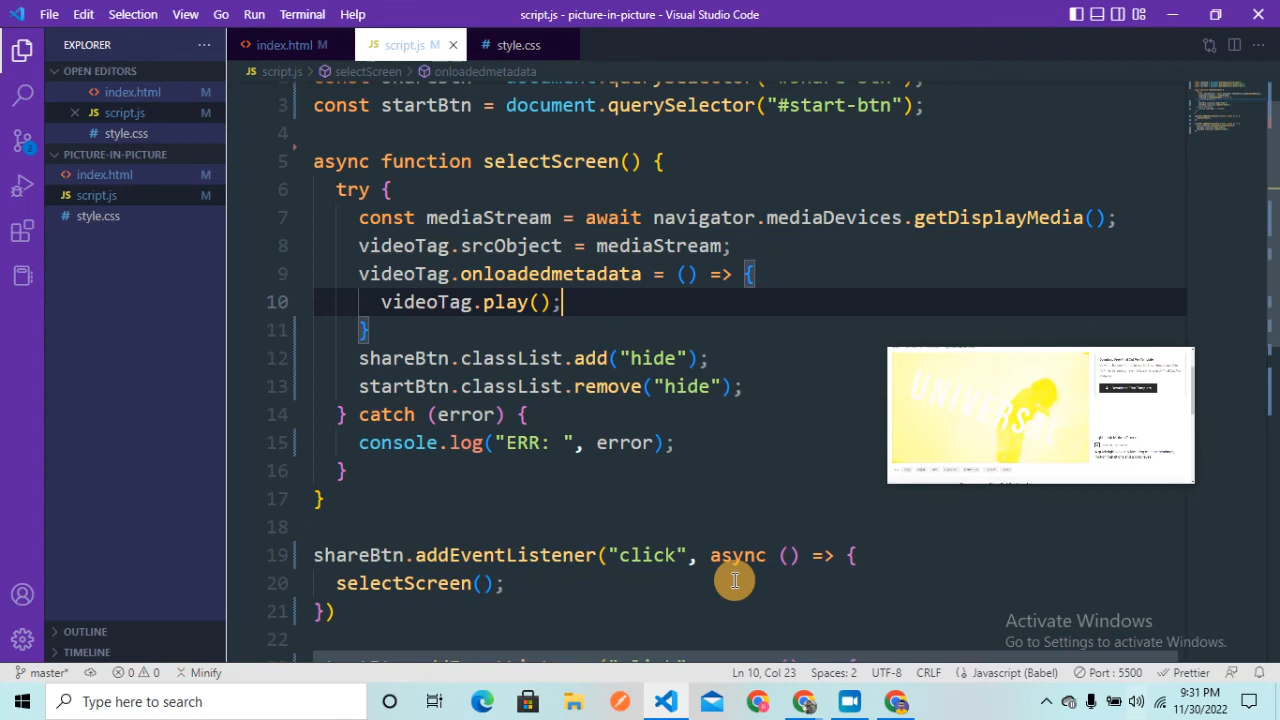 File Edit Selection View Go Run Terminal Help
script.js - picture-in-picture - Visual Studio Code
EXPLORER
OPEN EDITORS
index.html M
script.js M
style.css
PICTURE-IN-PICTURE
index.html M
script.js M
style.css
OUTLINE
TIMELINE
index.html M
JS script.js M
style.css
JS script.js > selectScreen > onloadedmetadata
3 const startBtn = document.querySelector("#start-btn");
4
5 async function selectScreen() {
6 try {
7 const mediaStream = await navigator.mediaDevices.getDisplayMedia();
8 videoTag.srcObject = mediaStream;
9 videoTag.onloadedmetadata = () => {
10 videoTag.play();
11 }
12 shareBtn.classList.add("hide");
13 startBtn.classList.remove("hide");
14 } catch (error) {
15 console.log("ERR: ", error);
16 }
17 }
18
19 shareBtn.addEventListener("click", async () => {
20 selectScreen();
21 })
22
UNIVERSAL
Activate Windows
Go to Settings to activate Windows.
master* 0 0 Minify
Ln 10, Col 23 Spaces: 2 UTF-8 CRLF Javascript (Babel) Port : 5500 Prettier
Type here to search
9:31 PM
11/30/2022